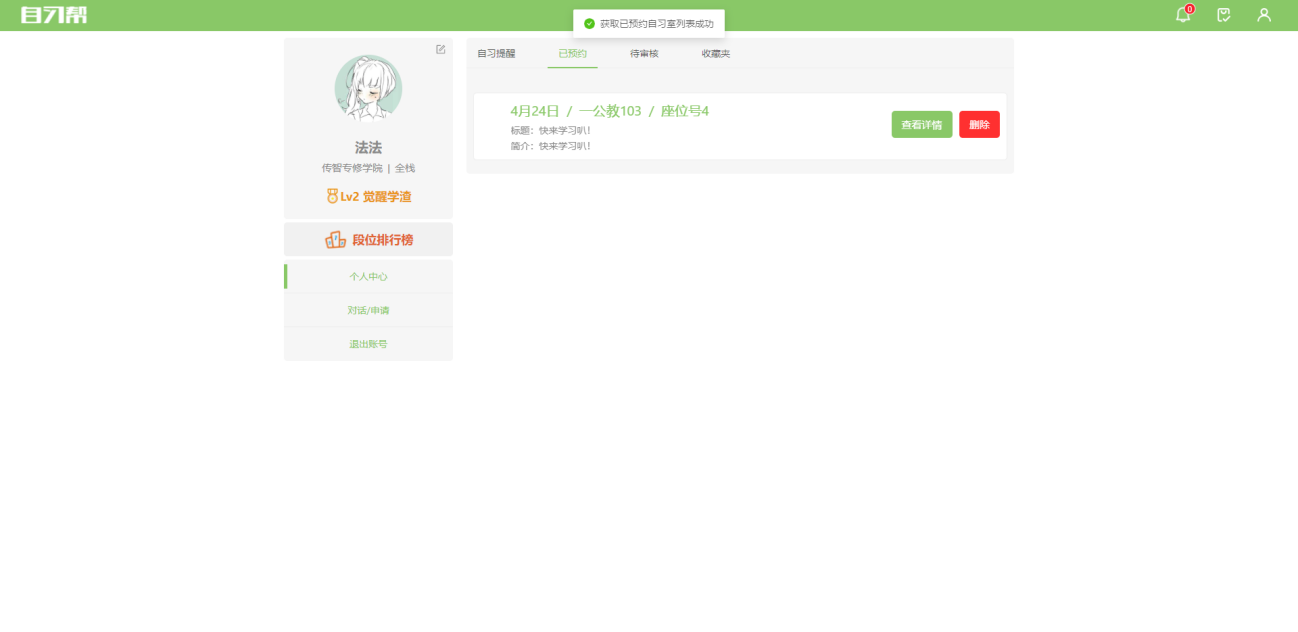 自习帮
获取已预约自习室列表成功
0
法法
传智专修学院 | 全栈
Lv2 觉醒学渣
段位排行榜
个人中心
对话/申请
退出账号
自习提醒 已预约 待审核 收藏夹
4月24日 / 一公教103 / 座位号4
标题：快来学习叭！
简介：快来学习叭！
查看详情 删除